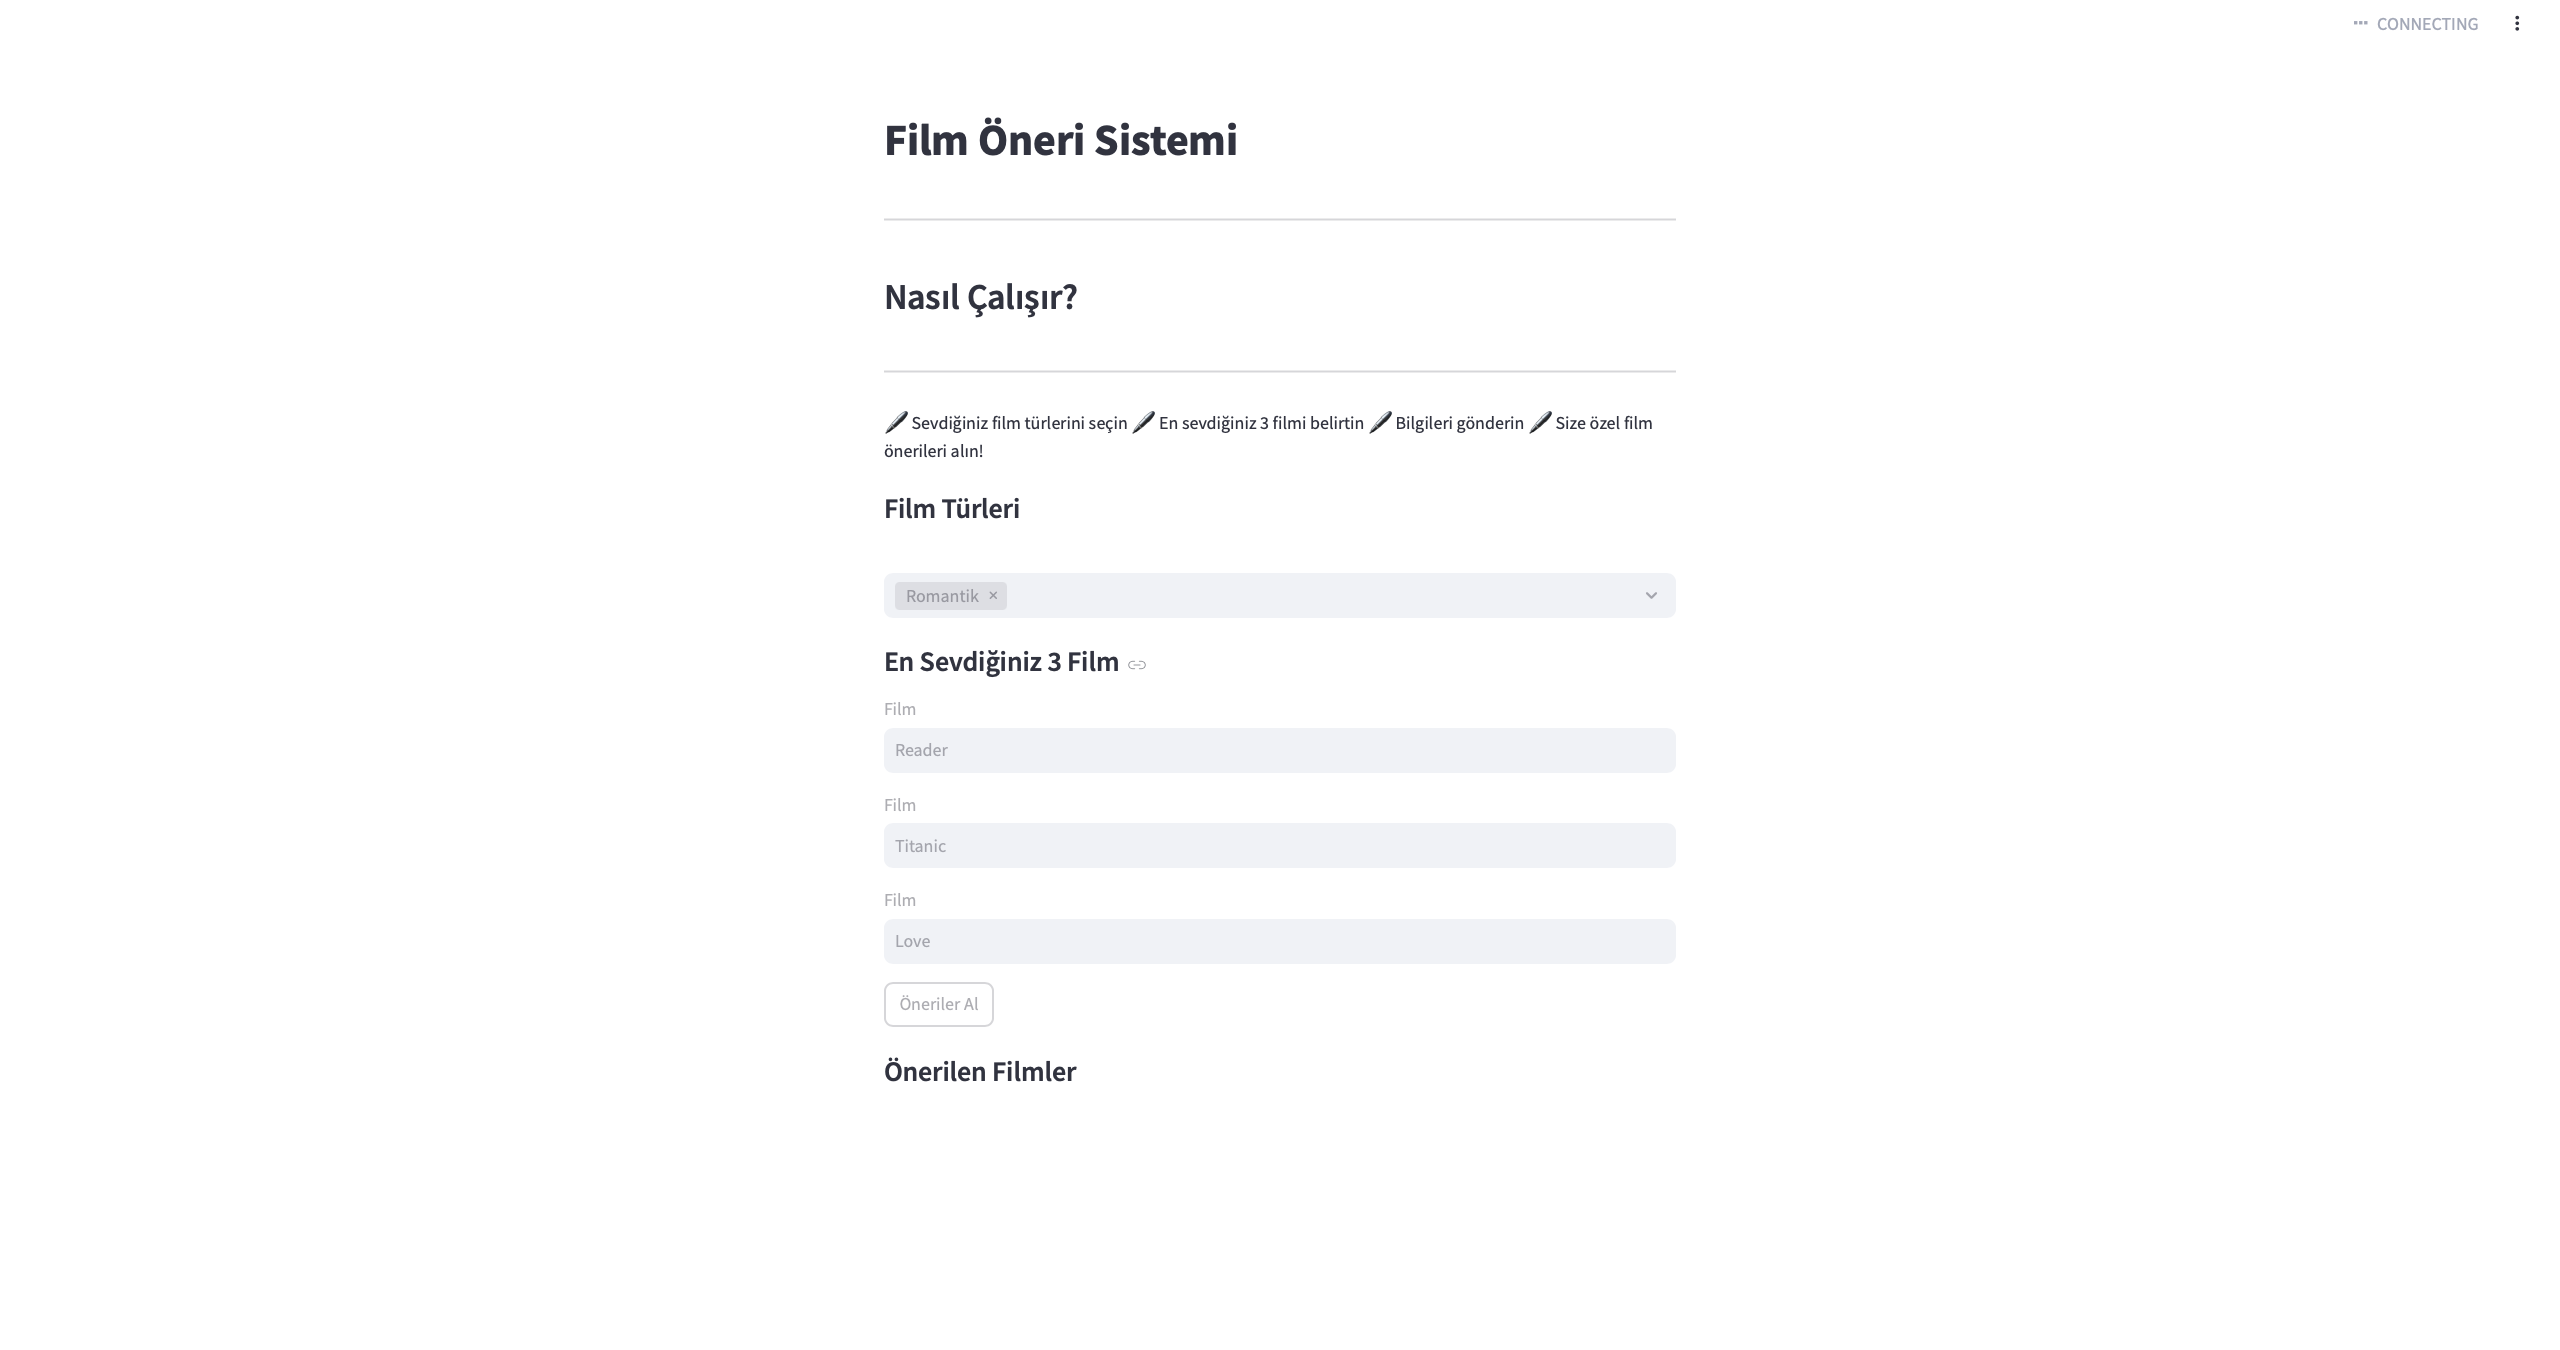 CONNECTING
Film Öneri Sistemi
Nasıl Çalışır?
Sevdiğiniz film türlerini seçin En sevdiğiniz 3 filmi belirtin Bilgileri gönderin Size özel film
önerileri alın!
Film Türleri
Romantik ×
En Sevdiğiniz 3 Film
Film
Reader
Film
Titanic
Film
Love
Öneriler Al
Önerilen Filmler